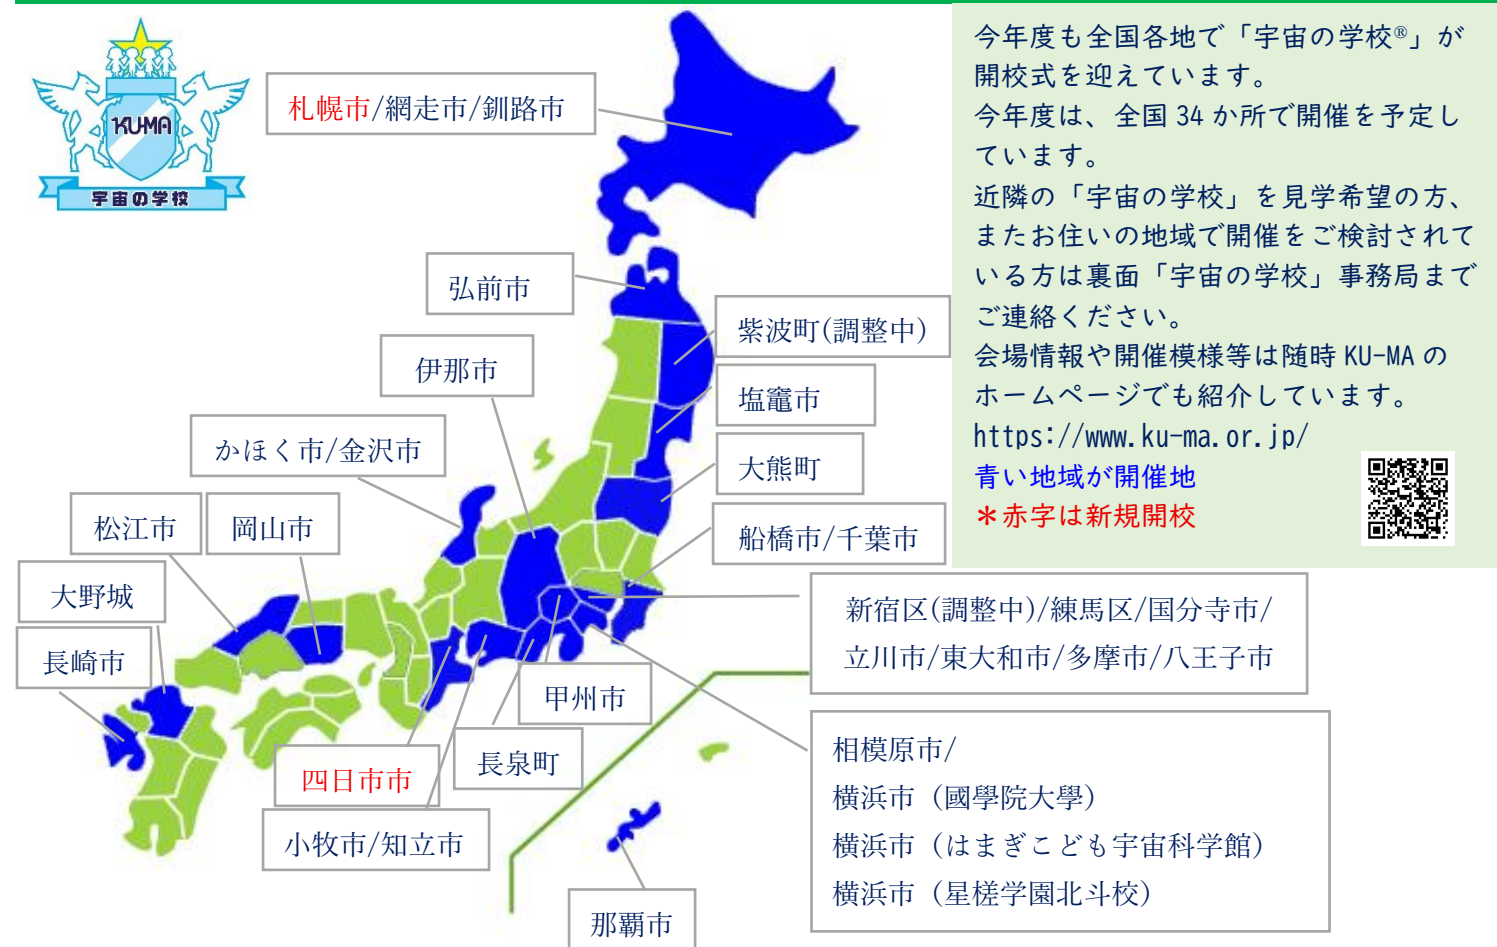 KU-MA
宇宙の学校
札幌市/網走市/釧路市
弘前市
伊那市
かほく市/金沢市
松江市
岡山市
大野城
長崎市
紫波町(調整中)
塩竈市
大熊町
船橋市/千葉市
新宿区(調整中)/練馬区/国分寺市/
立川市/東大和市/多摩市/八王子市
甲州市
長泉町
四日市市
小牧市/知立市
相模原市/
横浜市（國學院大學）
横浜市（はまぎこども宇宙科学館）
横浜市（星槎学園北斗校）
那覇市
今年度も全国各地で「宇宙の学校®」が
開校式を迎えています。
今年度は、全国 34 か所で開催を予定し
ています。
近隣の「宇宙の学校」を見学希望の方、
またお住いの地域で開催をご検討されて
いる方は裏面「宇宙の学校」事務局まで
ご連絡ください。
会場情報や開催模様等は随時 KU-MA の
ホームページでも紹介しています。
https://www.ku-ma.or.jp/
青い地域が開催地
＊赤字は新規開校